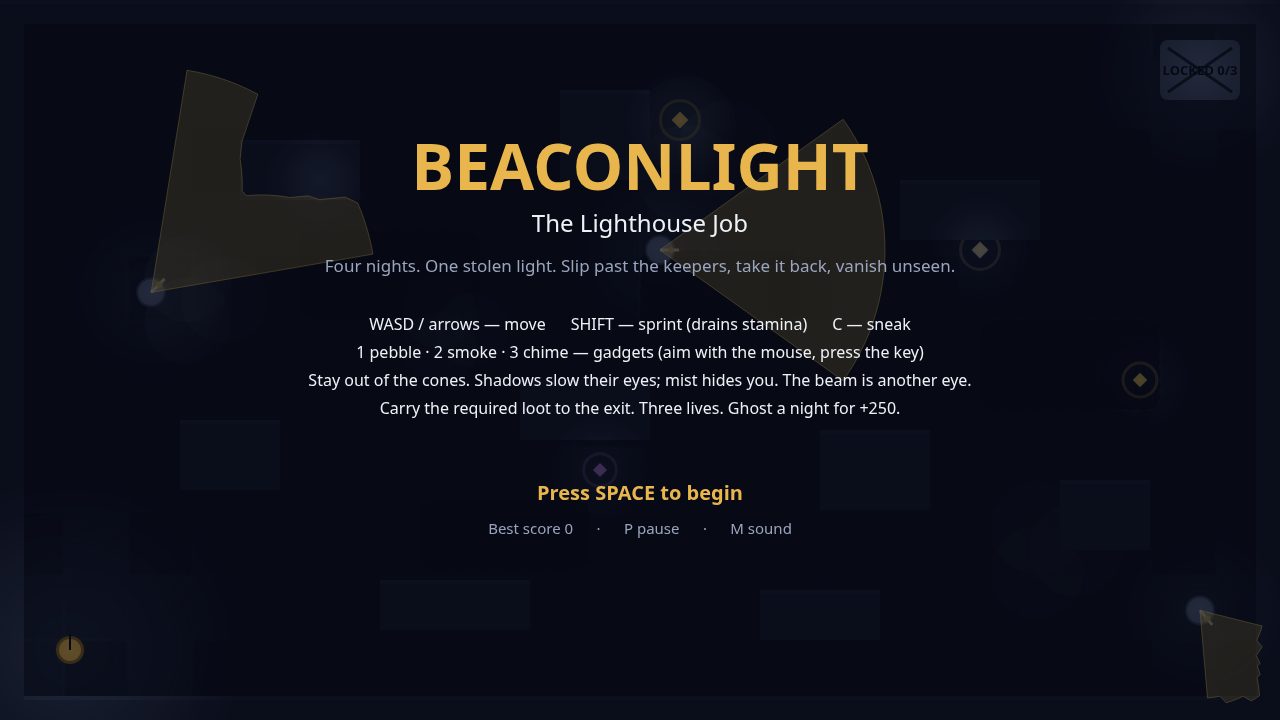 LOCKED 0/3
BEACONLIGHT
The Lighthouse Job
Four nights. One stolen light. Slip past the keepers, take it back, vanish unseen.
WASD / arrows — move SHIFT — sprint (drains stamina) C — sneak
1 pebble · 2 smoke · 3 chime — gadgets (aim with the mouse, press the key)
Stay out of the cones. Shadows slow their eyes; mist hides you. The beam is another eye.
Carry the required loot to the exit. Three lives. Ghost a night for +250.
Press SPACE to begin
Best score 0 · P pause · M sound